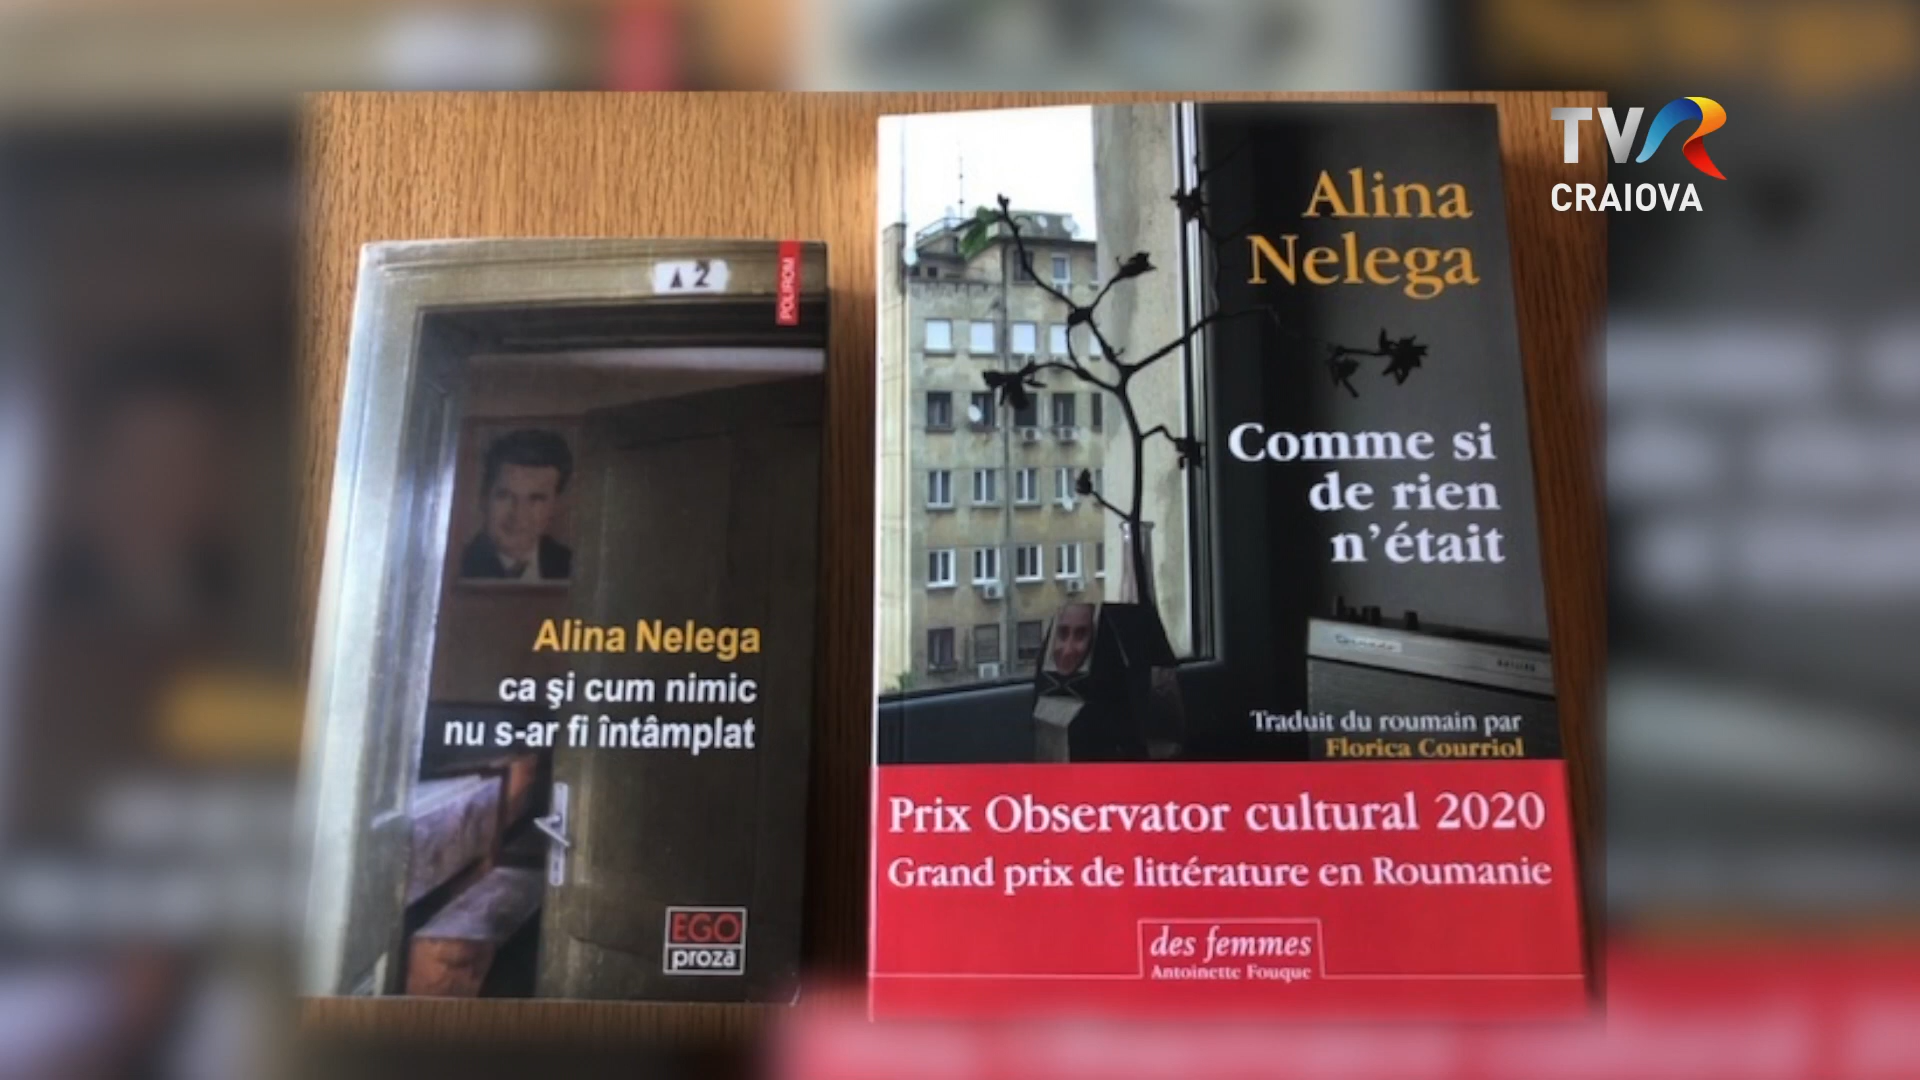 TVR
CRAIOVA
A 2
POLIROM
Alina Nelega
ca şi cum nimic
nu s-ar fi întâmplat
EGO
proza
Alina
Nelega
Comme si
de rien
n'était
PHILIPS
Traduit du roumain par
Florica Courriol
Prix Observator cultural 2020
Grand prix de littérature en Roumanie
des femmes
Antoinette Fouque